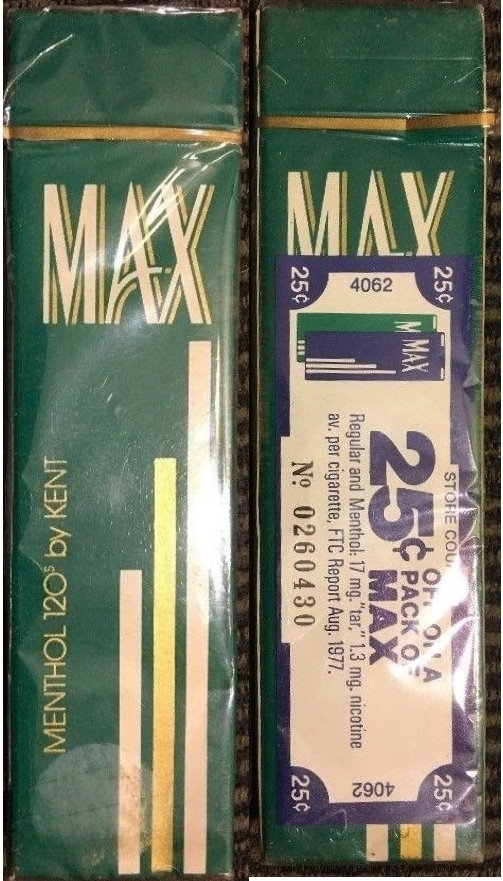 MAX
MENTHOL 120s by KENT
MAX
25¢
4062
25¢
M
MAX
STORE COU
25¢ OFF ON A
PACK OF
MAX
Regular and Menthol: 17 mg. "tar," 1.3 mg. nicotine
av. per cigarette, FTC Report Aug. 1977.
No. 0260430
25¢
4062
25¢